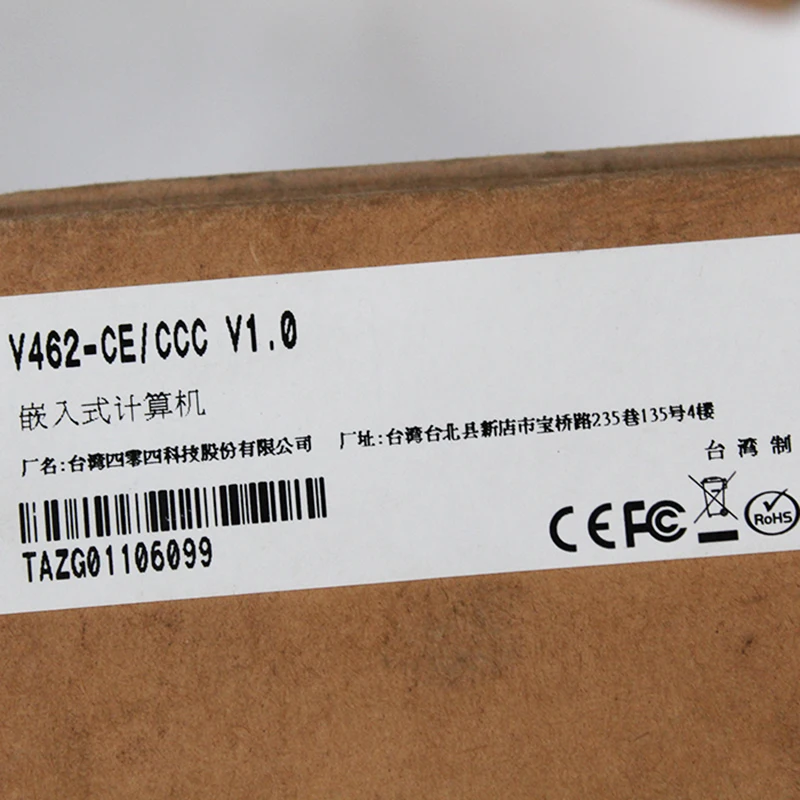 V462-CE/CCC V1.0
嵌入式计算机
厂名:台湾四零四科技股份有限公司 厂址:台湾台北县新店市宝桥路235巷135号4楼
台湾制
TAZG01106099
CE FC RoHS